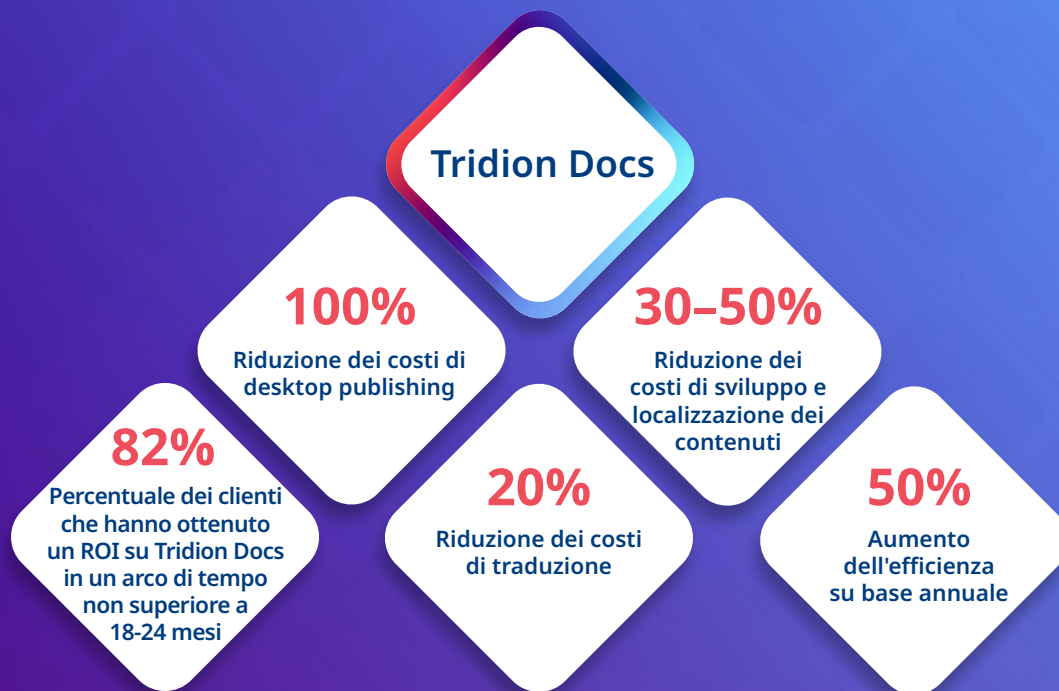 Tridion Docs
100%
Riduzione dei costi di
desktop publishing
30–50%
Riduzione dei
costi di sviluppo e
localizzazione dei
contenuti
82%
Percentuale dei clienti
che hanno ottenuto
un ROI su Tridion Docs
in un arco di tempo
non superiore a
18-24 mesi
20%
Riduzione dei costi
di traduzione
50%
Aumento
dell'efficienza
su base annuale